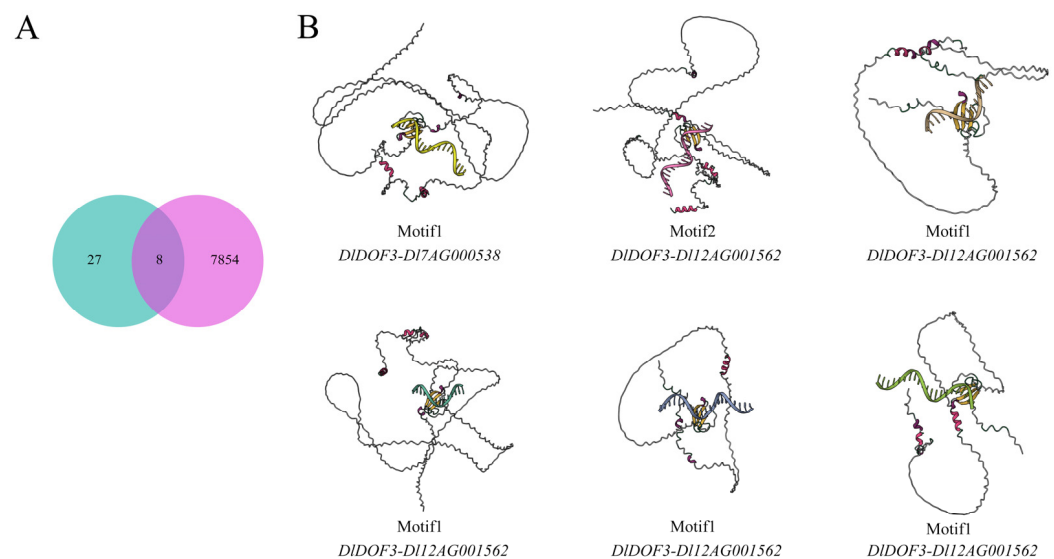 A
B
27
8
7854
Motif1
DlDOF3-Dl7AG000538
Motif2
DlDOF3-Dl12AG001562
Motif1
DlDOF3-Dl12AG001562
Motif1
DlDOF3-Dl12AG001562
Motif1
DlDOF3-Dl12AG001562
Motif1
DlDOF3-Dl12AG001562